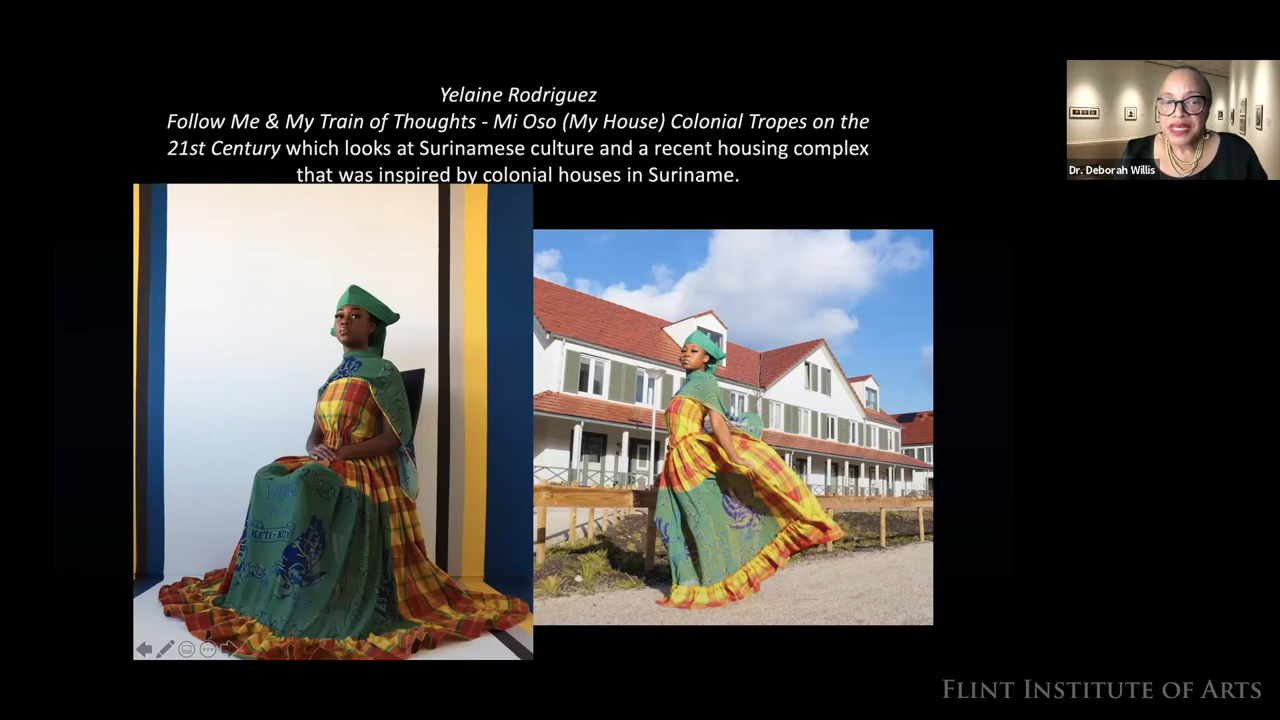 Yelaine Rodriguez
Follow Me & My Train of Thoughts - Mi Oso (My House) Colonial Tropes on the
21st Century which looks at Surinamese culture and a recent housing complex
that was inspired by colonial houses in Suriname.
Dr. Deborah Willis
KETI-KOTI
FLINT INSTITUTE OF ARTS